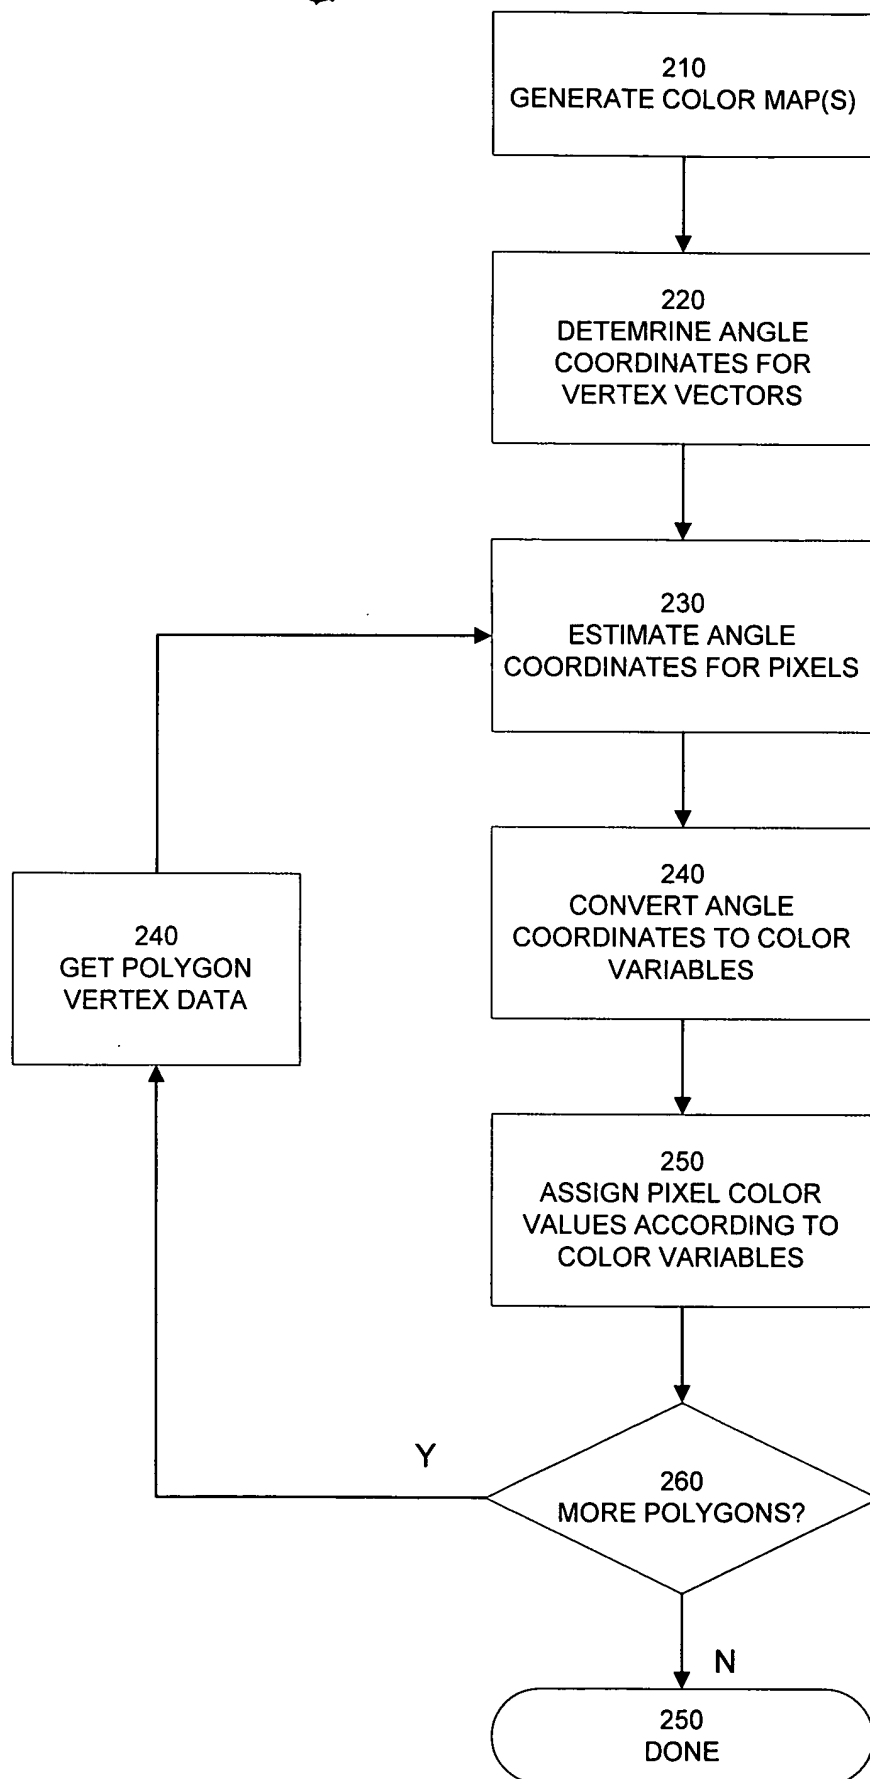 210
GENERATE COLOR MAP(S)
220
DETEMRINE ANGLE
COORDINATES FOR
VERTEX VECTORS
230
ESTIMATE ANGLE
COORDINATES FOR PIXELS
240
CONVERT ANGLE
COORDINATES TO COLOR
VARIABLES
240
GET POLYGON
VERTEX DATA
250
ASSIGN PIXEL COLOR
VALUES ACCORDING TO
COLOR VARIABLES
Y
260
MORE POLYGONS?
N
250
DONE